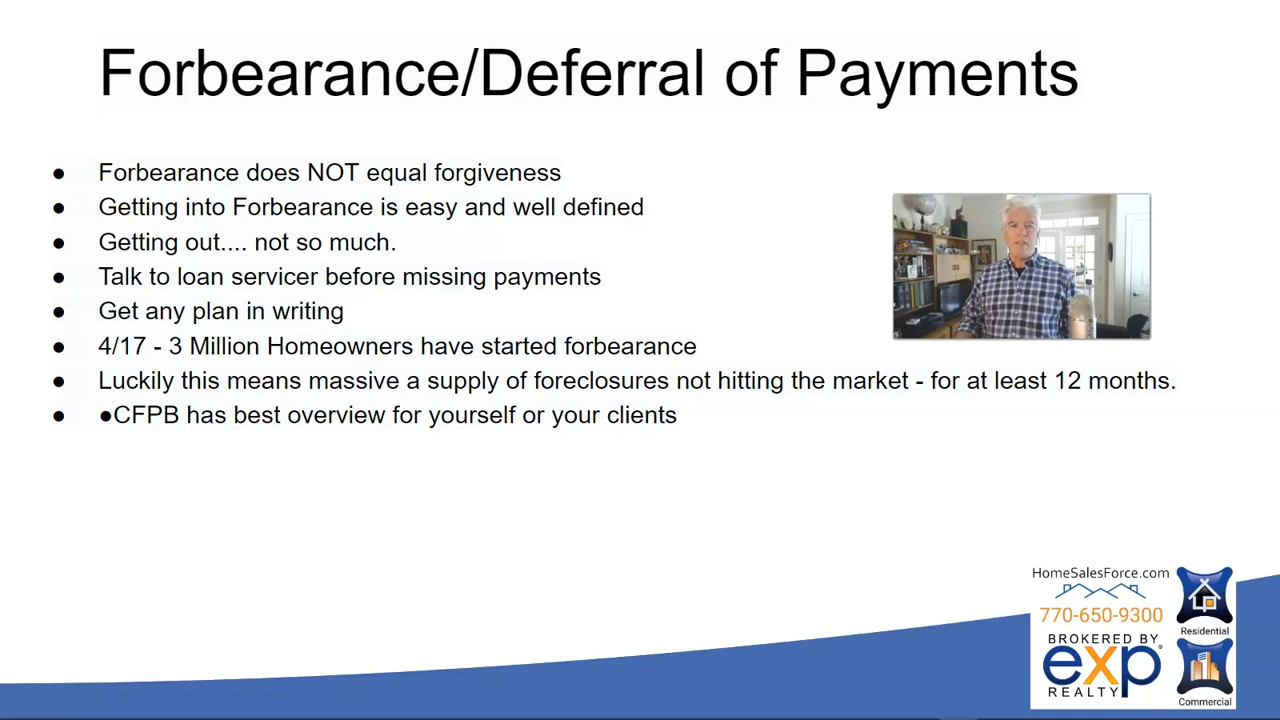 Forbearance/Deferral of Payments
● Forbearance does NOT equal forgiveness
● Getting into Forbearance is easy and well defined
● Getting out.... not so much.
● Talk to loan servicer before missing payments
● Get any plan in writing
● 4/17 - 3 Million Homeowners have started forbearance
● Luckily this means massive a supply of foreclosures not hitting the market - for at least 12 months.
● ●CFPB has best overview for yourself or your clients
HomeSalesForce.com
770-650-9300
Residential
BROKERED BY
exp
REALTY
Commercial